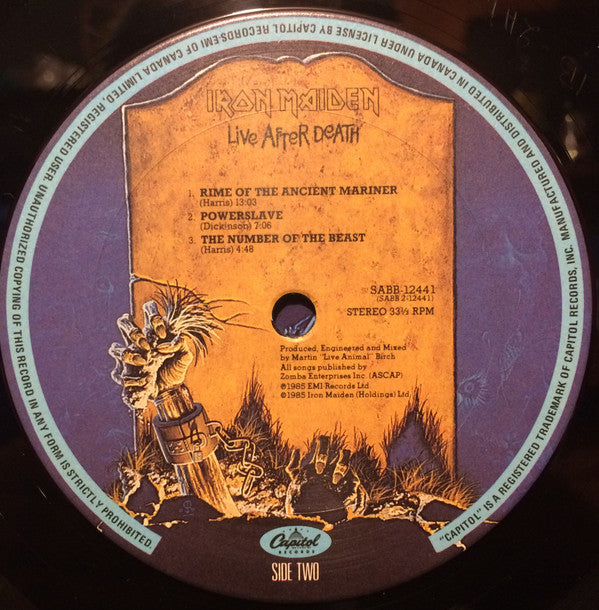 MANUFACTURED AND DISTRIBUTED IN CANADA UNDER LICENSE BY CAPITOL RECORDS-EMI OF CANADA LIMITED, REGISTERED USER. UNAUTHORIZED COPYING OF THIS RECORD IN ANY FORM IS STRICTLY PROHIBITED.
IRON MAIDEN
LIVE AFTER DEATH
1. RIME OF THE ANCIENT MARINER
(Harris) 13:03
2. POWERSLAVE
(Dickinson) 7:06
3. THE NUMBER OF THE BEAST
(Harris) 4:48
SABB-12441
(SABB 2-12441)
STEREO 33⅓ RPM
Produced, Engineered and Mixed
by Martin "Live Animal" Birch
All songs published by
Zomba Enterprises Inc. (ASCAP)
℗1985 EMI Records Ltd
©1985 Iron Maiden (Holdings) Ltd.
Capitol
RECORDS
SIDE TWO
"CAPITOL" IS A REGISTERED TRADEMARK OF CAPITOL RECORDS, INC.